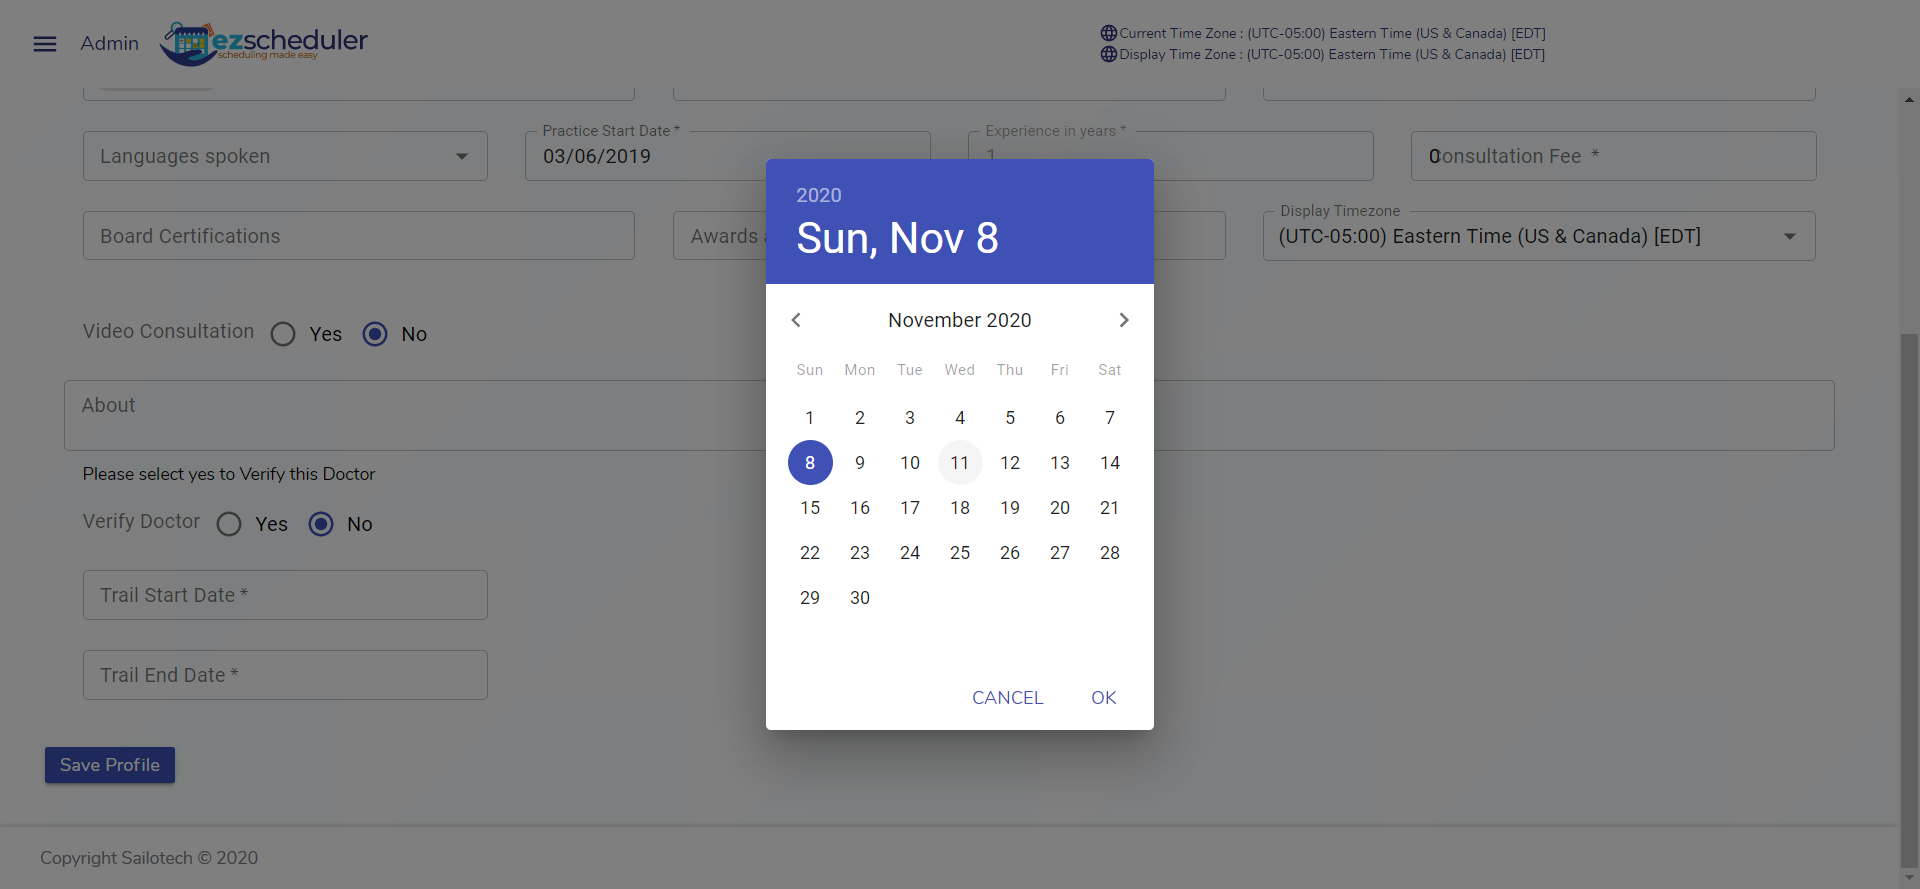 Admin
ezscheduler
scheduling made easy
Current Time Zone : (UTC-05:00) Eastern Time (US & Canada) [EDT]
Display Time Zone : (UTC-05:00) Eastern Time (US & Canada) [EDT]
Languages spoken
Practice Start Date *
03/06/2019
Experience in years *
1
0
Consultation Fee *
Board Certifications
Awards
Display Timezone
(UTC-05:00) Eastern Time (US & Canada) [EDT]
Video Consultation Yes No
About
Please select yes to Verify this Doctor
Verify Doctor Yes No
Trail Start Date *
Trail End Date *
Save Profile
Copyright Sailotech © 2020
2020
Sun, Nov 8
November 2020
Sun Mon Tue Wed Thu Fri Sat
1 2 3 4 5 6 7
8 9 10 11 12 13 14
15 16 17 18 19 20 21
22 23 24 25 26 27 28
29 30
CANCEL OK